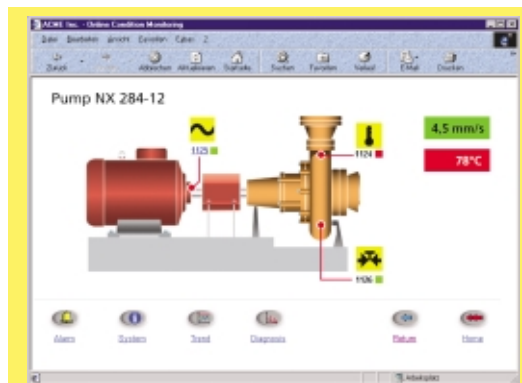 ACME Inc. - Online Condition Monitoring
Datei Bearbeiten Ansicht Favoriten Extras ?
Zurück Abbrechen Aktualisieren Startseite Suchen Favoriten Verlauf E-Mail Drucken
Pump NX 284-12
4,5 mm/s
1125
1124
78°C
1126
Alarm System Trend Diagnosis Return Home
Arbeitsplatz